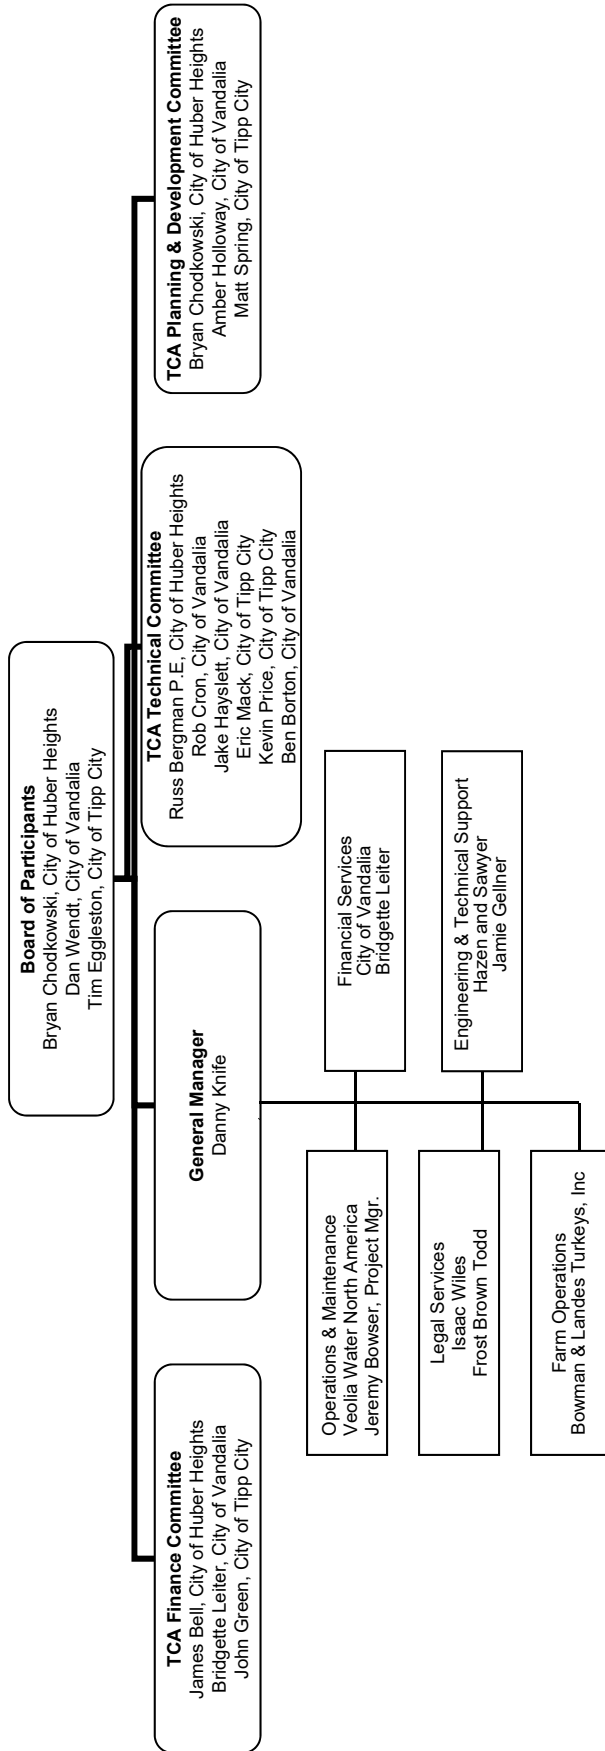 Board of Participants
Bryan Chodkowski, City of Huber Heights
Dan Wendt, City of Vandalia
Tim Eggleston, City of Tipp City
TCA Finance Committee
James Bell, City of Huber Heights
Bridgette Leiter, City of Vandalia
John Green, City of Tipp City
General Manager
Danny Knife
TCA Technical Committee
Russ Bergman P.E, City of Huber Heights
Rob Cron, City of Vandalia
Jake Hayslett, City of Vandalia
Eric Mack, City of Tipp City
Kevin Price, City of Tipp City
Ben Borton, City of Vandalia
TCA Planning & Development Committee
Bryan Chodkowski, City of Huber Heights
Amber Holloway, City of Vandalia
Matt Spring, City of Tipp City
Operations & Maintenance
Veolia Water North America
Jeremy Bowser, Project Mgr.
Financial Services
City of Vandalia
Bridgette Leiter
Legal Services
Isaac Wiles
Frost Brown Todd
Engineering & Technical Support
Hazen and Sawyer
Jamie Gellner
Farm Operations
Bowman & Landes Turkeys, Inc